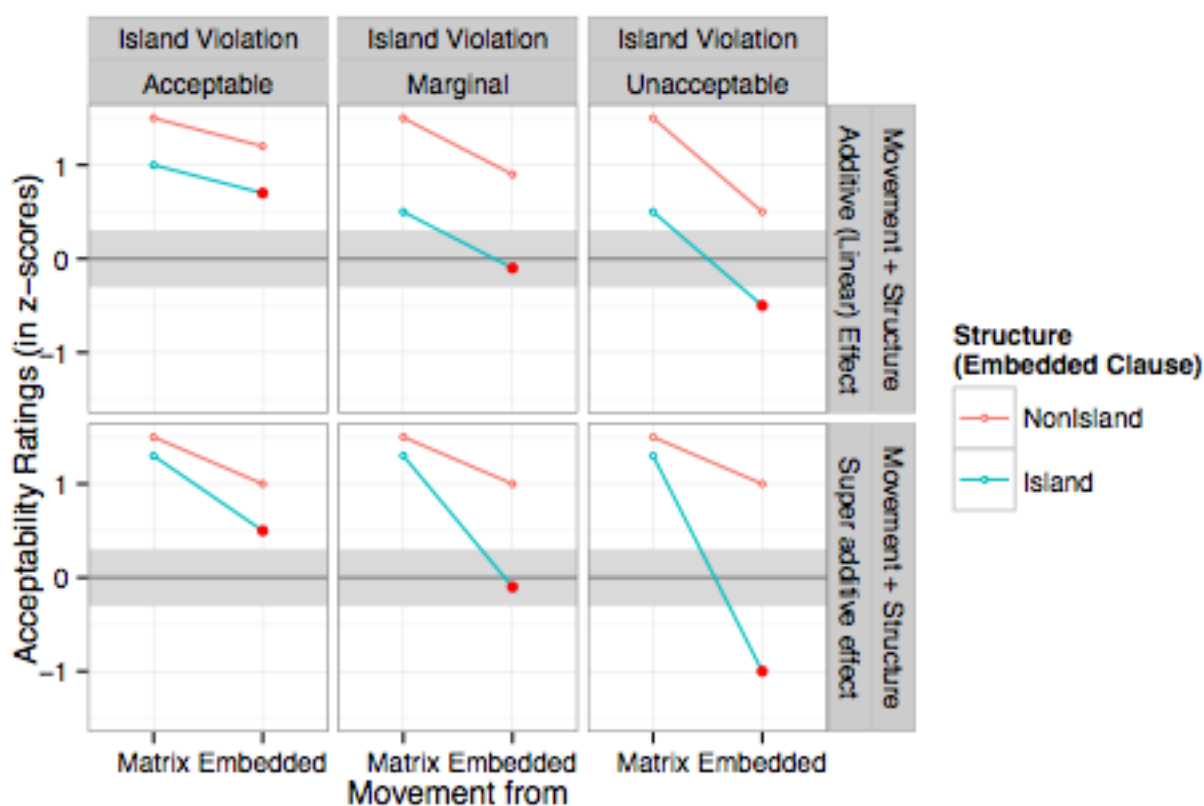 Island Violation
Island Violation
Island Violation
Acceptable
Marginal
Unacceptable
Acceptability Ratings (in z-scores)
1
0
-1
Movement + Structure
Additive (Linear) Effect
1
0
-1
Movement + Structure
Super additive effect
Matrix Embedded
Matrix Embedded
Matrix Embedded
Movement from
Structure
(Embedded Clause)
NonIsland
Island